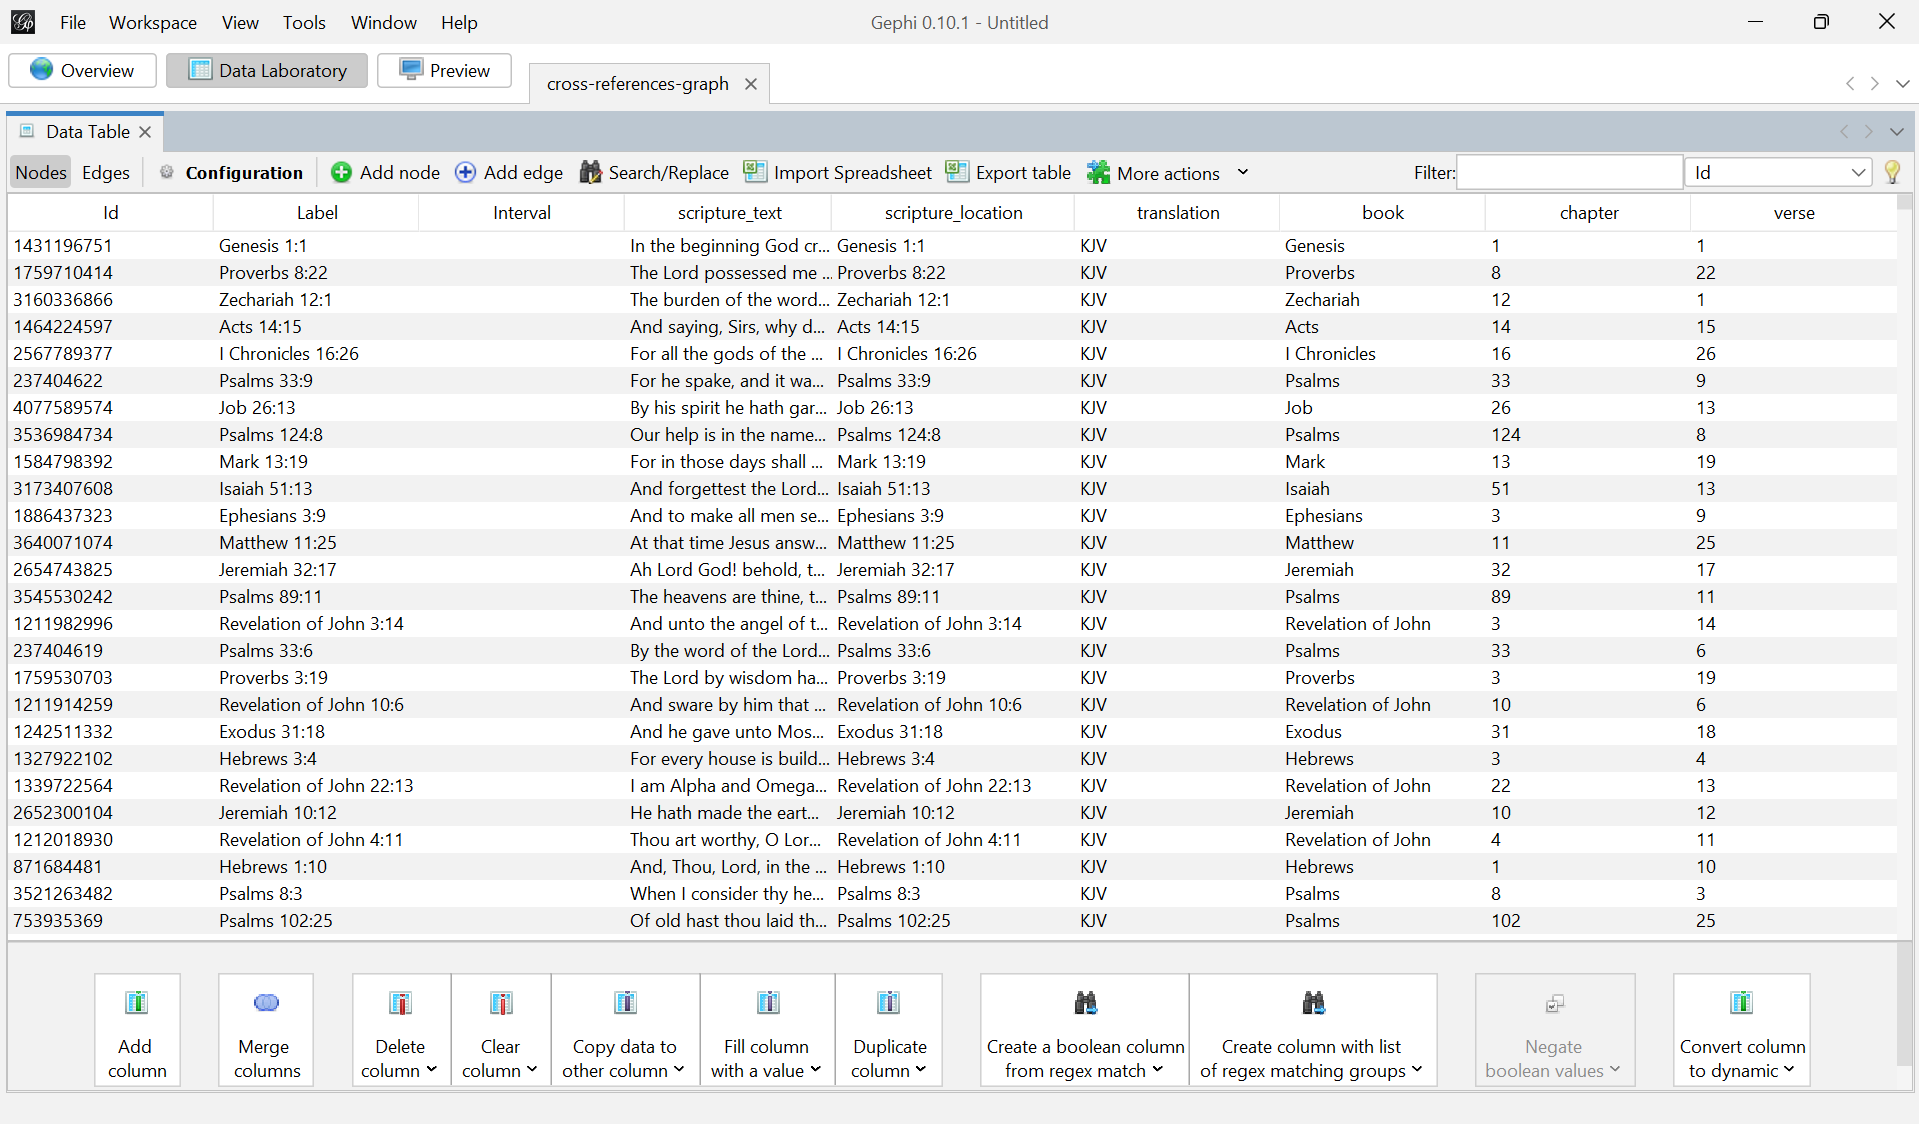 File Workspace View Tools Window Help Gephi 0.10.1 - Untitled
Overview Data Laboratory Preview cross-references-graph
Data Table
Nodes Edges Configuration Add node Add edge Search/Replace Import Spreadsheet Export table More actions Filter: Id
Id Label Interval scripture_text scripture_location translation book chapter verse
1431196751 Genesis 1:1 In the beginning God cr... Genesis 1:1 KJV Genesis 1 1
1759710414 Proverbs 8:22 The Lord possessed me ... Proverbs 8:22 KJV Proverbs 8 22
3160336866 Zechariah 12:1 The burden of the word... Zechariah 12:1 KJV Zechariah 12 1
1464224597 Acts 14:15 And saying, Sirs, why d... Acts 14:15 KJV Acts 14 15
2567789377 I Chronicles 16:26 For all the gods of the ... I Chronicles 16:26 KJV I Chronicles 16 26
237404622 Psalms 33:9 For he spake, and it wa... Psalms 33:9 KJV Psalms 33 9
4077589574 Job 26:13 By his spirit he hath gar... Job 26:13 KJV Job 26 13
3536984734 Psalms 124:8 Our help is in the name... Psalms 124:8 KJV Psalms 124 8
1584798392 Mark 13:19 For in those days shall ... Mark 13:19 KJV Mark 13 19
3173407608 Isaiah 51:13 And forgettest the Lord... Isaiah 51:13 KJV Isaiah 51 13
1886437323 Ephesians 3:9 And to make all men se... Ephesians 3:9 KJV Ephesians 3 9
3640071074 Matthew 11:25 At that time Jesus answ... Matthew 11:25 KJV Matthew 11 25
2654743825 Jeremiah 32:17 Ah Lord God! behold, t... Jeremiah 32:17 KJV Jeremiah 32 17
3545530242 Psalms 89:11 The heavens are thine, t... Psalms 89:11 KJV Psalms 89 11
1211982996 Revelation of John 3:14 And unto the angel of t... Revelation of John 3:14 KJV Revelation of John 3 14
237404619 Psalms 33:6 By the word of the Lord... Psalms 33:6 KJV Psalms 33 6
1759530703 Proverbs 3:19 The Lord by wisdom ha... Proverbs 3:19 KJV Proverbs 3 19
1211914259 Revelation of John 10:6 And sware by him that ... Revelation of John 10:6 KJV Revelation of John 10 6
1242511332 Exodus 31:18 And he gave unto Mos... Exodus 31:18 KJV Exodus 31 18
1327922102 Hebrews 3:4 For every house is build... Hebrews 3:4 KJV Hebrews 3 4
1339722564 Revelation of John 22:13 I am Alpha and Omega... Revelation of John 22:13 KJV Revelation of John 22 13
2652300104 Jeremiah 10:12 He hath made the eart... Jeremiah 10:12 KJV Jeremiah 10 12
1212018930 Revelation of John 4:11 Thou art worthy, O Lor... Revelation of John 4:11 KJV Revelation of John 4 11
871684481 Hebrews 1:10 And, Thou, Lord, in the ... Hebrews 1:10 KJV Hebrews 1 10
3521263482 Psalms 8:3 When I consider thy he... Psalms 8:3 KJV Psalms 8 3
753935369 Psalms 102:25 Of old hast thou laid th... Psalms 102:25 KJV Psalms 102 25
Add column
Merge columns
Delete column
Clear column
Copy data to other column
Fill column with a value
Duplicate column
Create a boolean column from regex match
Create column with list of regex matching groups
Negate boolean values
Convert column to dynamic